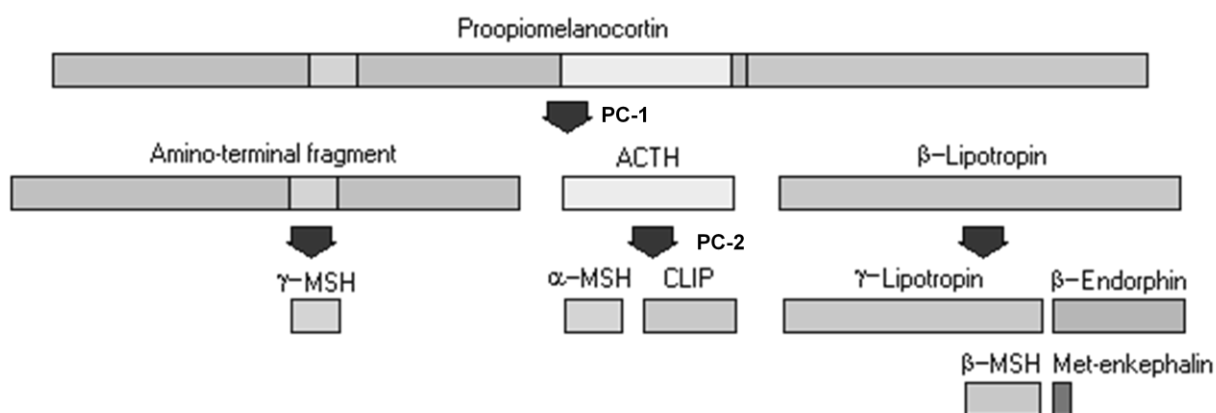 Proopiomelanocortin
PC-1
Amino-terminal fragment ACTH β-Lipotropin
PC-2
γ-MSH α-MSH CLIP γ-Lipotropin β-Endorphin
β-MSH Met-enkephalin